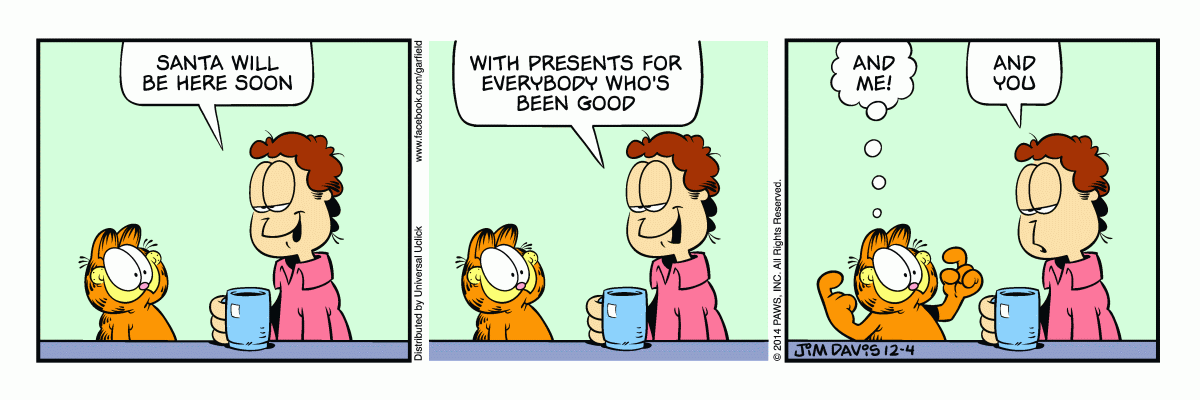 SANTA WILL
BE HERE SOON
Distributed by Universal Uclick
www.facebook.com/garfield
WITH PRESENTS FOR
EVERYBODY WHO'S
BEEN GOOD
© 2014 PAWS, INC. All Rights Reserved.
AND
ME!
AND
YOU
JIM DAVIS 12-4